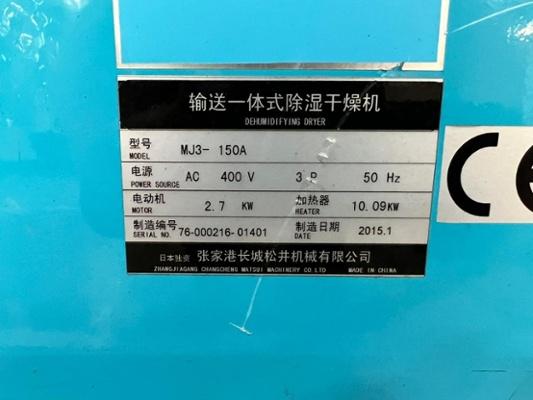 输送一体式除湿干燥机
DEHUMIDIFYING DRYER
型号 MJ3- 150A
MODEL
电源 AC 400 V 3 P 50 Hz
POWER SOURCE
电动机 2.7 KW 加热器 10.09KW
MOTOR HEATER
制造编号 76-000216-01401 制造日期 2015.1
SERIAL NO. DATE
日本独资 张家港长城松井机械有限公司
ZHANGJIAGANG CHANGCHENG MATSUI MACHINERY CO.LTD MADE IN CHINA
CE